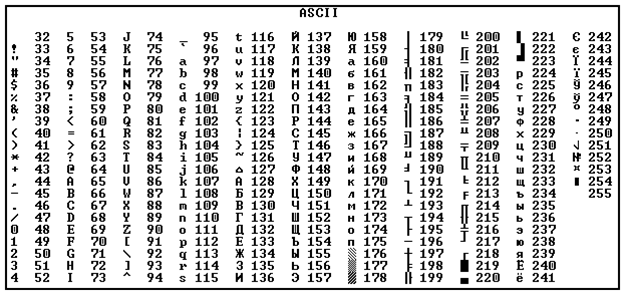 ASCII
32 5 53 J 74 _ 95 t 116 Й 137 Ю 158 │ 179 ╚ 200 ▌ 221 Є 242
! 33 6 54 K 75 ` 96 u 117 К 138 Я 159 ┤ 180 ╔ 201 ▐ 222 є 243
" 34 7 55 L 76 a 97 v 118 Л 139 а 160 ╡ 181 ╩ 202 ▀ 223 Ї 244
# 35 8 56 M 77 b 98 w 119 М 140 б 161 ╢ 182 ╦ 203 р 224 ї 245
$ 36 9 57 N 78 c 99 x 120 Н 141 в 162 ╖ 183 ╠ 204 с 225 Ў 246
% 37 : 58 O 79 d 100 y 121 О 142 г 163 ╕ 184 ═ 205 т 226 ў 247
& 38 ; 59 P 80 e 101 z 122 П 143 д 164 ╣ 185 ╬ 206 у 227 ° 248
' 39 < 60 Q 81 f 102 { 123 Р 144 е 165 ║ 186 ╧ 207 ф 228 ∙ 249
( 40 = 61 R 82 g 103 | 124 С 145 ж 166 ╗ 187 ╨ 208 х 229 · 250
) 41 > 62 S 83 h 104 } 125 Т 146 з 167 ╝ 188 ╤ 209 ц 230 √ 251
* 42 ? 63 T 84 i 105 ~ 126 У 147 и 168 ╜ 189 ╥ 210 ч 231 № 252
+ 43 @ 64 U 85 j 106 ⌂ 127 Ф 148 й 169 ╛ 190 ╙ 211 ш 232 ¤ 253
, 44 A 65 V 86 k 107 А 128 Х 149 к 170 ┐ 191 ╘ 212 щ 233 ■ 254
- 45 B 66 W 87 l 108 Б 129 Ц 150 л 171 └ 192 ╒ 213 ъ 234 255
. 46 C 67 X 88 m 109 В 130 Ч 151 м 172 ┴ 193 ╓ 214 ы 235
/ 47 D 68 Y 89 n 110 Г 131 Ш 152 н 173 ┬ 194 ╫ 215 ь 236
0 48 E 69 Z 90 o 111 Д 132 Щ 153 о 174 ├ 195 ╪ 216 э 237
1 49 F 70 [ 91 p 112 Е 133 Ъ 154 п 175 ─ 196 ┘ 217 ю 238
2 50 G 71 \ 92 q 113 Ж 134 Ы 155 ░ 176 ┼ 197 ┌ 218 я 239
3 51 H 72 ] 93 r 114 З 135 Ь 156 ▒ 177 ╞ 198 █ 219 Ё 240
4 52 I 73 ^ 94 s 115 И 136 Э 157 ▓ 178 ╟ 199 ▄ 220 ё 241